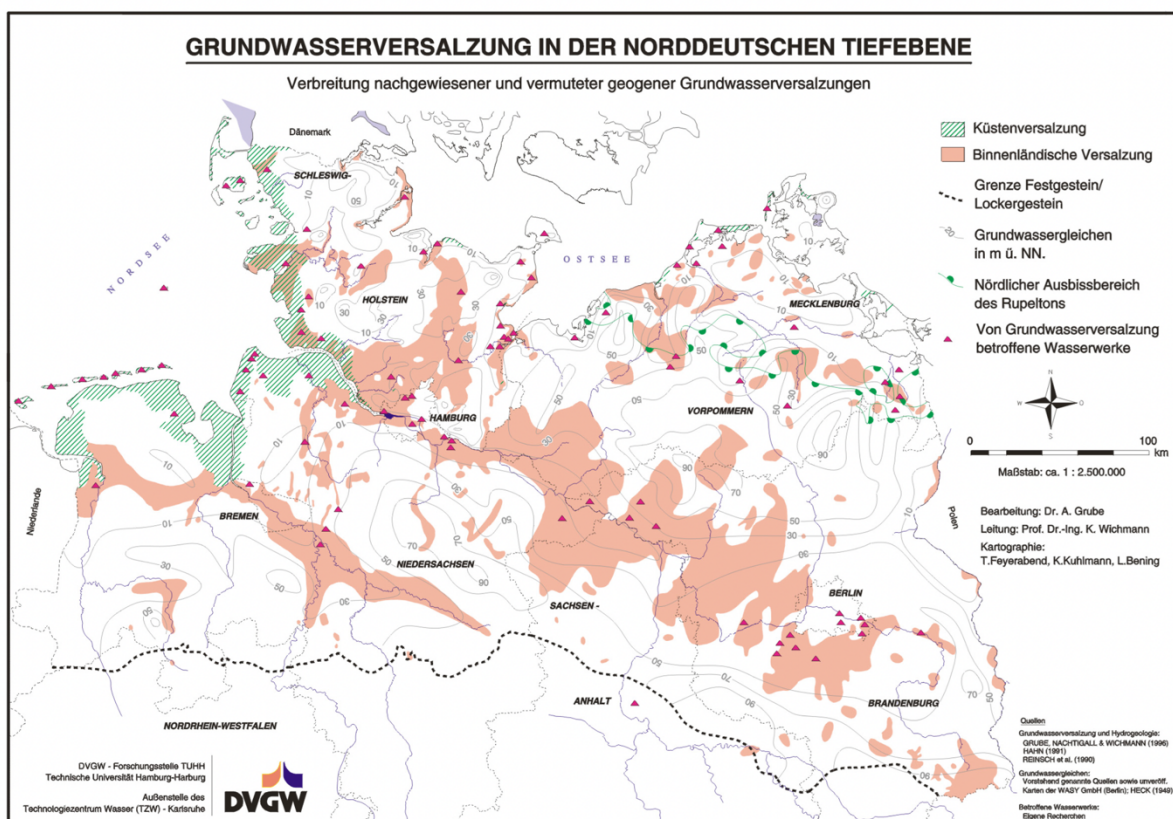 GRUNDWASSERVERSALZUNG IN DER NORDDEUTSCHEN TIEFEBENE
Verbreitung nachgewiesener und vermuteter geogener Grundwasserversalzungen
Dänemark
SCHLESWIG-
HOLSTEIN
NORDSEE
OSTSEE
MECKLENBURG
VORPOMMERN
HAMBURG
BREMEN
NIEDERSACHSEN
SACHSEN -
ANHALT
BERLIN
BRANDENBURG
NORDRHEIN-WESTFALEN
Niederlande
Polen
Küstenversalzung
Binnenländische Versalzung
Grenze Festgestein/
Lockergestein
20
Grundwassergleichen
in m ü. NN.
Nördlicher Ausbissbereich
des Rupeltons
Von Grundwasserversalzung
betroffene Wasserwerke
N
W
O
S
0
100
km
Maßstab: ca. 1 : 2.500.000
Bearbeitung: Dr. A. Grube
Leitung: Prof. Dr.-Ing. K. Wichmann
Kartographie:
T.Feyerabend, K.Kuhlmann, L.Bening
Quellen
Grundwasserversalzung und Hydrogeologie:
GRUBE, NACHTIGALL & WICHMANN (1996)
HAHN (1991)
REINSCH et al. (1990)
Grundwassergleichen:
Vorstehend genannte Quellen sowie unveröff.
Karten der WASY GmbH (Berlin); HECK (1949)
Betroffene Wasserwerke:
Eigene Recherchen
DVGW - Forschungsstelle TUHH
Technische Universität Hamburg-Harburg
Außenstelle des
Technologiezentrum Wasser (TZW) - Karlsruhe
DVGW